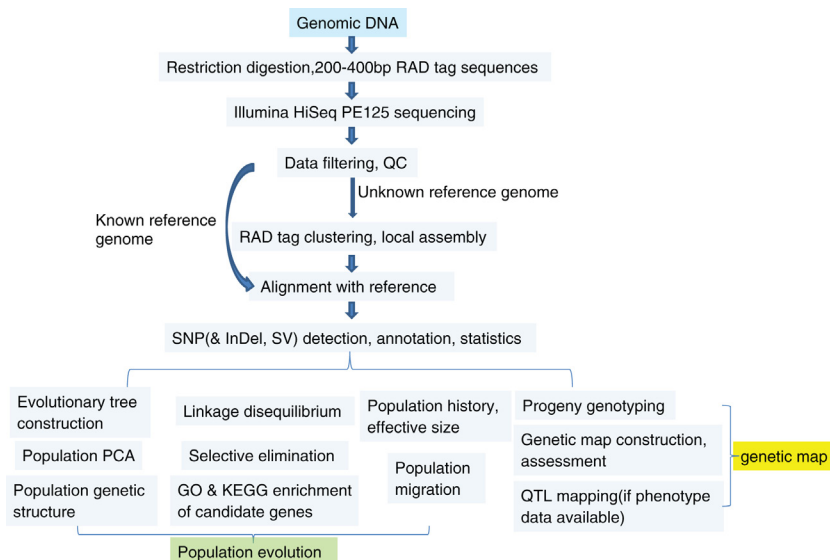 Genomic DNA
Restriction digestion,200-400bp RAD tag sequences
Illumina HiSeq PE125 sequencing
Data filtering, QC
Unknown reference genome
Known reference
genome
RAD tag clustering, local assembly
Alignment with reference
SNP(& InDel, SV) detection, annotation, statistics
Evolutionary tree
construction
Population PCA
Population genetic
structure
Linkage disequilibrium
Selective elimination
GO & KEGG enrichment
of candidate genes
Population history,
effective size
Population
migration
Progeny genotyping
Genetic map construction,
assessment
QTL mapping(if phenotype
data available)
genetic map
Population evolution